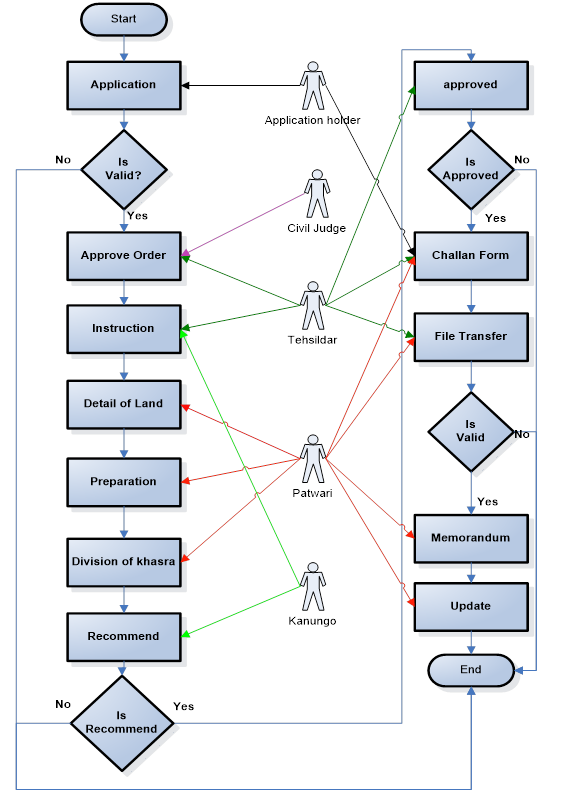 Start
Application
Is
Valid?
No
Yes
Approve Order
Instruction
Detail of Land
Preparation
Division of khasra
Recommend
No
Is
Recommend
Yes
Application holder
Civil Judge
Tehsildar
Patwari
Kanungo
approved
Is
Approved
No
Yes
Challan Form
File Transfer
Is
Valid
No
Yes
Memorandum
Update
End